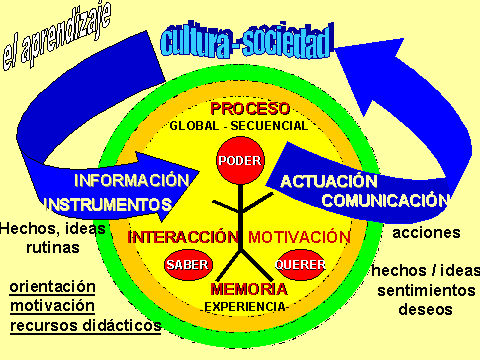 el aprendizaje
cultura - sociedad
PROCESO
GLOBAL - SECUENCIAL
PODER
INFORMACIÓN
INSTRUMENTOS
ACTUACIÓN
COMUNICACIÓN
Hechos, ideas
rutinas
acciones
INTERACCIÓN
MOTIVACIÓN
SABER
QUERER
MEMORIA
EXPERIENCIA
hechos / ideas
sentimientos
deseos
orientación
motivación
recursos didácticos